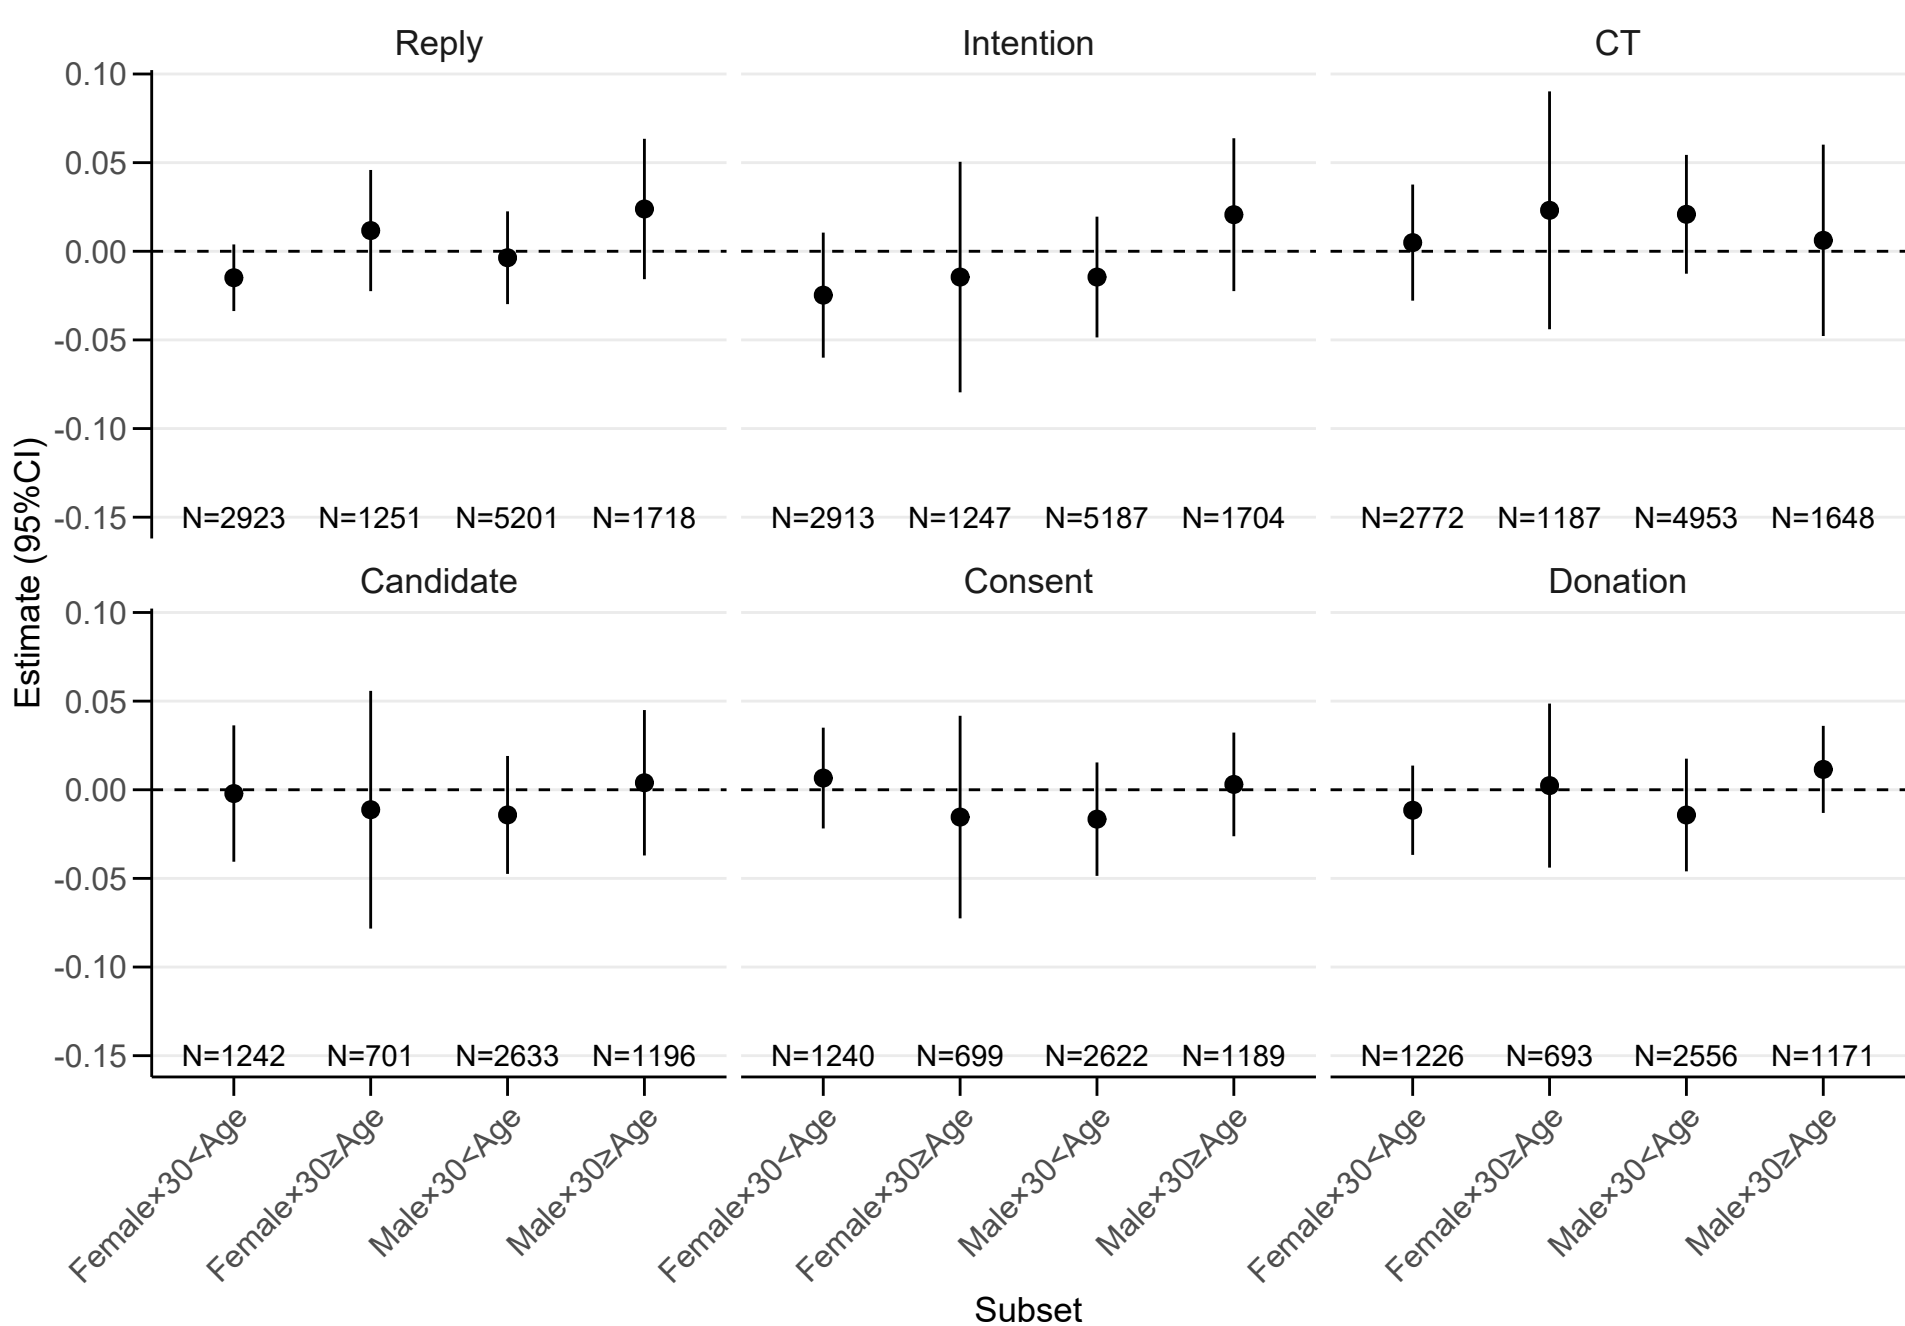 Reply Intention CT
0.10
0.05
0.00
-0.05
-0.10
-0.15
N=2923 N=1251 N=5201 N=1718 N=2913 N=1247 N=5187 N=1704 N=2772 N=1187 N=4953 N=1648
Estimate (95%CI)
Candidate Consent Donation
0.10
0.05
0.00
-0.05
-0.10
-0.15
N=1242 N=701 N=2633 N=1196 N=1240 N=699 N=2622 N=1189 N=1226 N=693 N=2556 N=1171
Female×30<Age Female×30≥Age Male×30<Age Male×30≥Age Female×30<Age Female×30≥Age Male×30<Age Male×30≥Age Female×30<Age Female×30≥Age Male×30<Age Male×30≥Age
Subset